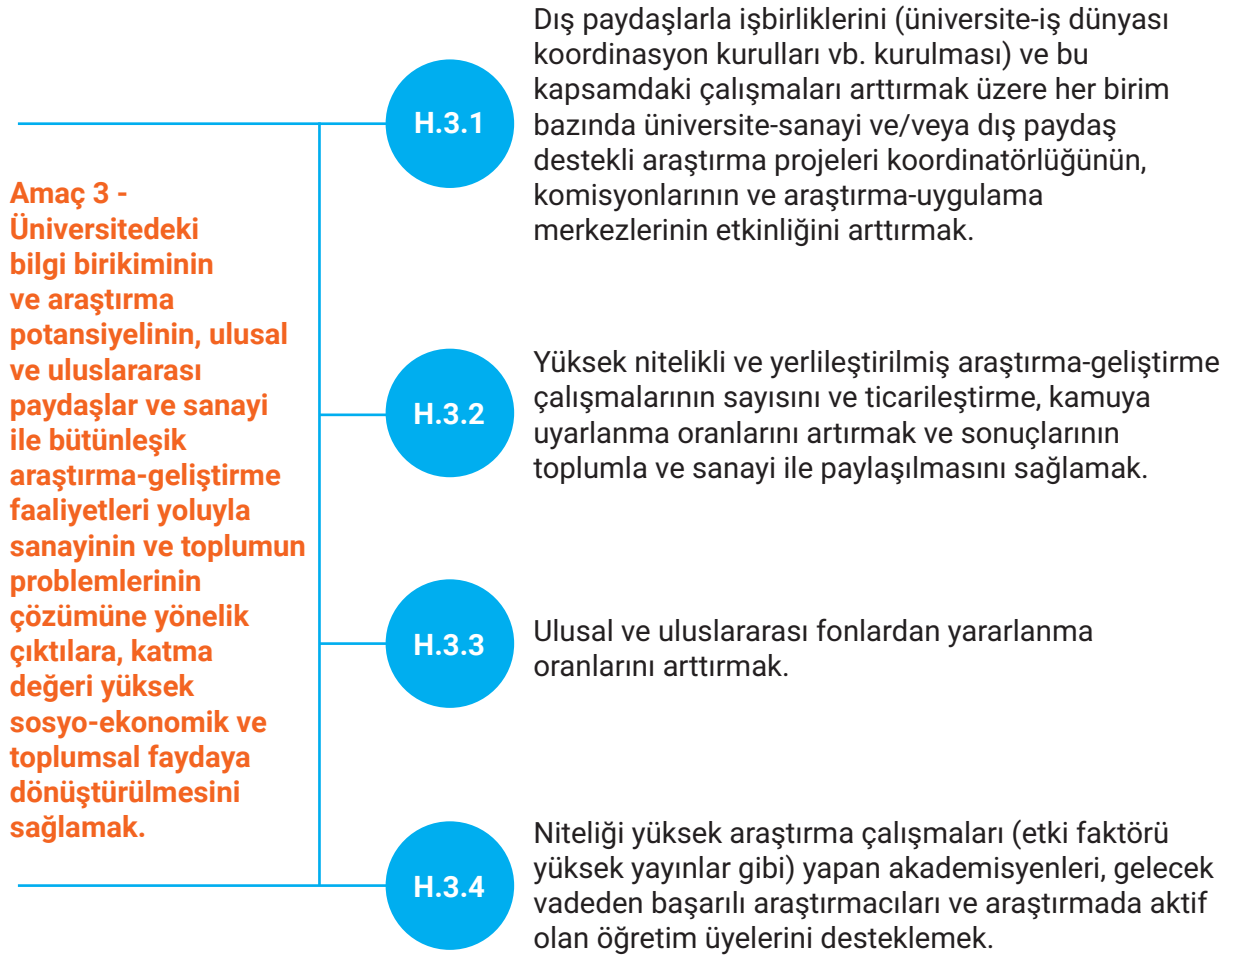 Amaç 3 -
Üniversitedeki
bilgi birikiminin
ve araştırma
potansiyelinin, ulusal
ve uluslararası
paydaşlar ve sanayi
ile bütünleşik
araştırma-geliştirme
faaliyetleri yoluyla
sanayinin ve toplumun
problemlerinin
çözümüne yönelik
çıktılara, katma
değeri yüksek
sosyo-ekonomik ve
toplumsal faydaya
dönüştürülmesini
sağlamak.
H.3.1
Dış paydaşlarla işbirliklerini (üniversite-iş dünyası
koordinasyon kurulları vb. kurulması) ve bu
kapsamdaki çalışmaları arttırmak üzere her birim
bazında üniversite-sanayi ve/veya dış paydaş
destekli araştırma projeleri koordinatörlüğünün,
komisyonlarının ve araştırma-uygulama
merkezlerinin etkinliğini arttırmak.
H.3.2
Yüksek nitelikli ve yerlileştirilmiş araştırma-geliştirme
çalışmalarının sayısını ve ticarileştirme, kamuya
uyarlanma oranlarını artırmak ve sonuçlarının
toplumla ve sanayi ile paylaşılmasını sağlamak.
H.3.3
Ulusal ve uluslararası fonlardan yararlanma
oranlarını arttırmak.
H.3.4
Niteliği yüksek araştırma çalışmaları (etki faktörü
yüksek yayınlar gibi) yapan akademisyenleri, gelecek
vadeden başarılı araştırmacıları ve araştırmada aktif
olan öğretim üyelerini desteklemek.